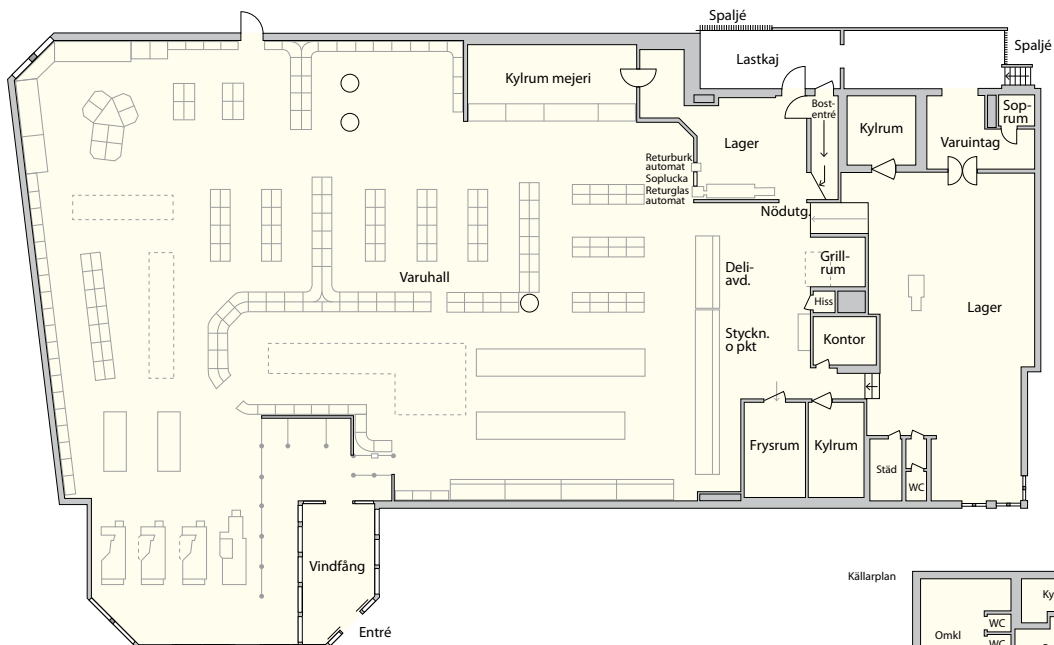 Spaljé
Spaljé
Lastkaj
Kylrum mejeri
Bost-
entré
Sop-
rum
Kylrum
Varuintag
Lager
Returburk
automat
Soplucka
Returglas
automat
Nödutg.
Grill-
rum
Deli-
avd.
Varuhall
Hiss
Lager
Styckn.
o pkt
Kontor
Frysrum
Kylrum
Städ
WC
Vindfång
Entré
Källarplan
Ky
WC
Omkl
WC